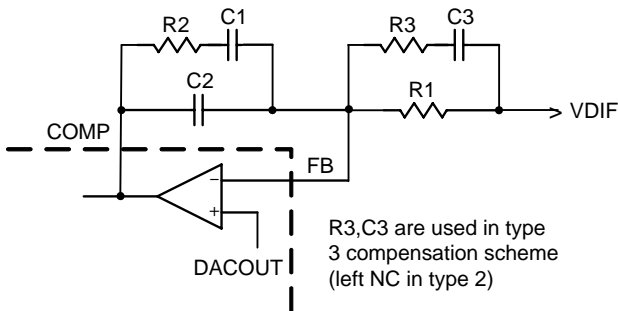 R2 C1 R3 C3
C2 R1
VDIF
COMP
FB
−
+
DACOUT
R3,C3 are used in type
3 compensation scheme
(left NC in type 2)